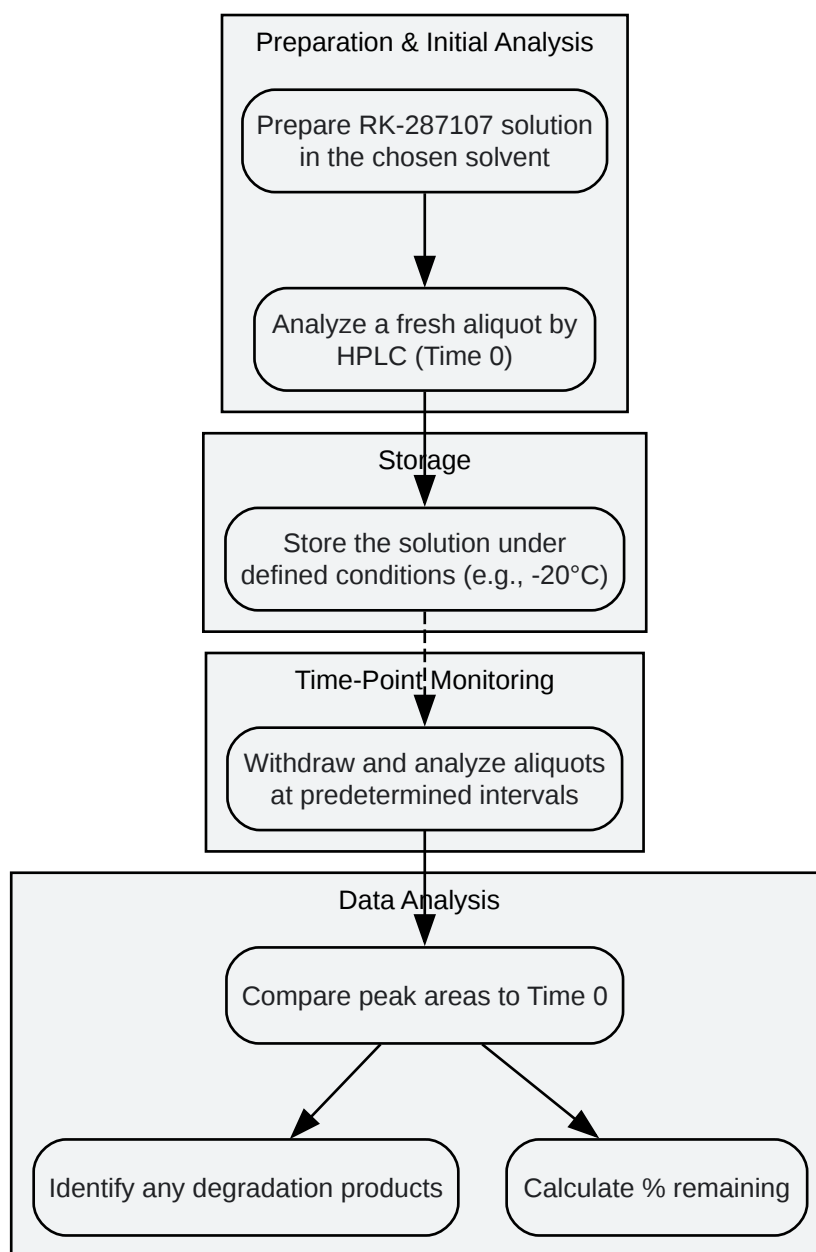 Preparation & Initial Analysis
Prepare RK-287107 solution
in the chosen solvent
Analyze a fresh aliquot by
HPLC (Time 0)
Storage
Store the solution under
defined conditions (e.g., -20°C)
Time-Point Monitoring
Withdraw and analyze aliquots
at predetermined intervals
Data Analysis
Compare peak areas to Time 0
Identify any degradation products
Calculate % remaining